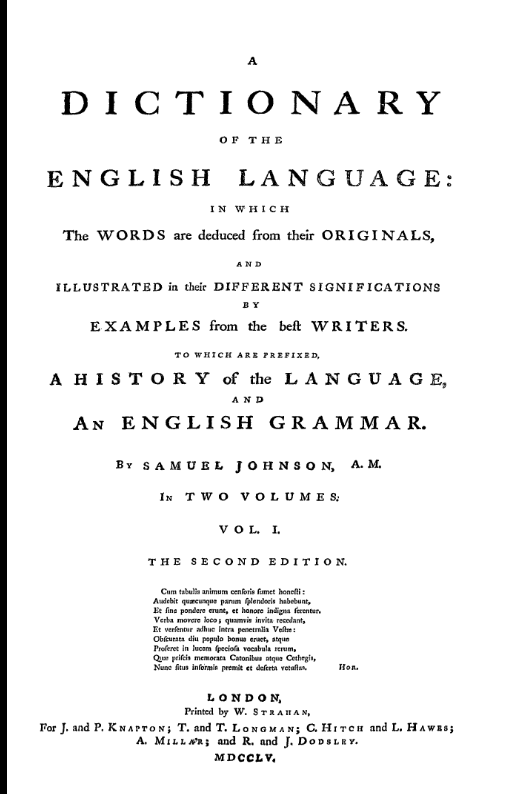 A
DICTIONARY
OF THE
ENGLISH LANGUAGE:
IN WHICH
The WORDS are deduced from their ORIGINALS,
AND
ILLUSTRATED in their DIFFERENT SIGNIFICATIONS
BY
EXAMPLES from the beſt WRITERS.
TO WHICH ARE PREFIXED,
A HISTORY of the LANGUAGE,
AND
AN ENGLISH GRAMMAR.
BY SAMUEL JOHNSON, A.M.
IN TWO VOLUMES.
VOL. I.
THE SECOND EDITION.
Cum tabulis animum cenſoris ſumet honeſti:
Audebit quæcunque parum ſplendoris habebunt,
Et ſine pondere erunt, et honore indigna ferentur,
Verba movere loco; quamvis invita recedant,
Et verſentur adhuc intra penetralia Veſtæ:
Obſcurata diu populo bonus eruet, atque
Proferet in lucem ſpecioſa vocabula rerum,
Quæ priſcis memorata Catonibus atque Cethegis,
Nunc ſitus informis premit et deſerta vetuſtas. HOR.
LONDON,
Printed by W. STRAHAN,
For J. and P. KNAPTON; T. and T. LONGMAN; C. HITCH and L. HAWES;
A. MILLAR; and R. and J. DODSLEY.
MDCCLV.